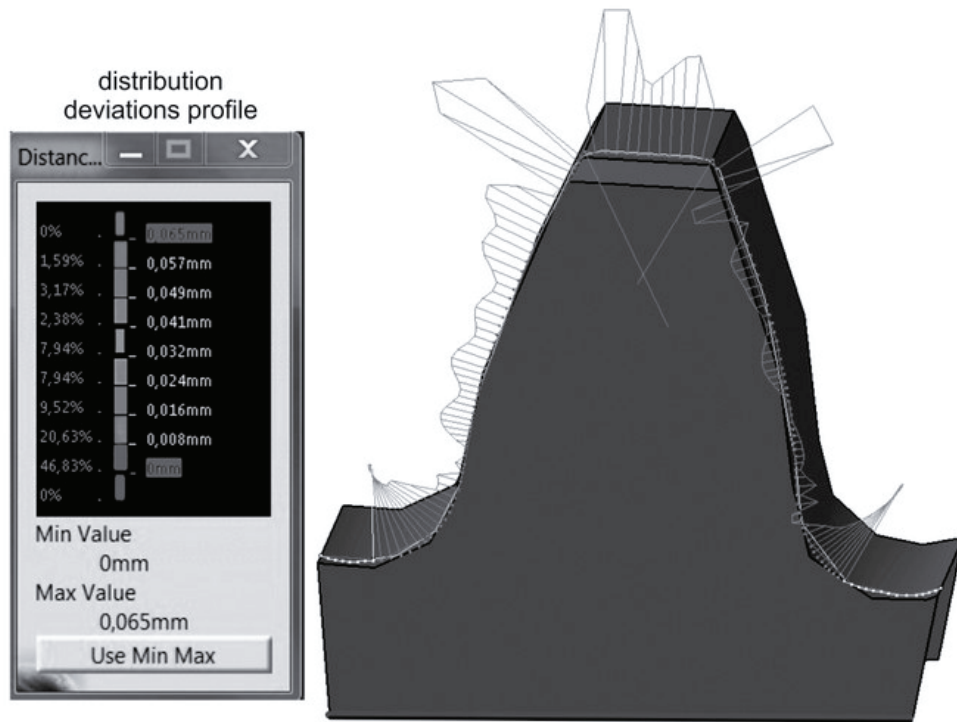 distribution
deviations profile
Distanc...
0%
0,065mm
1,59%
0,057mm
3,17%
0,049mm
2,38%
0,041mm
7,94%
0,032mm
7,94%
0,024mm
9,52%
0,016mm
20,63%
0,008mm
46,83%
0mm
0%
Min Value
0mm
Max Value
0,065mm
Use Min Max